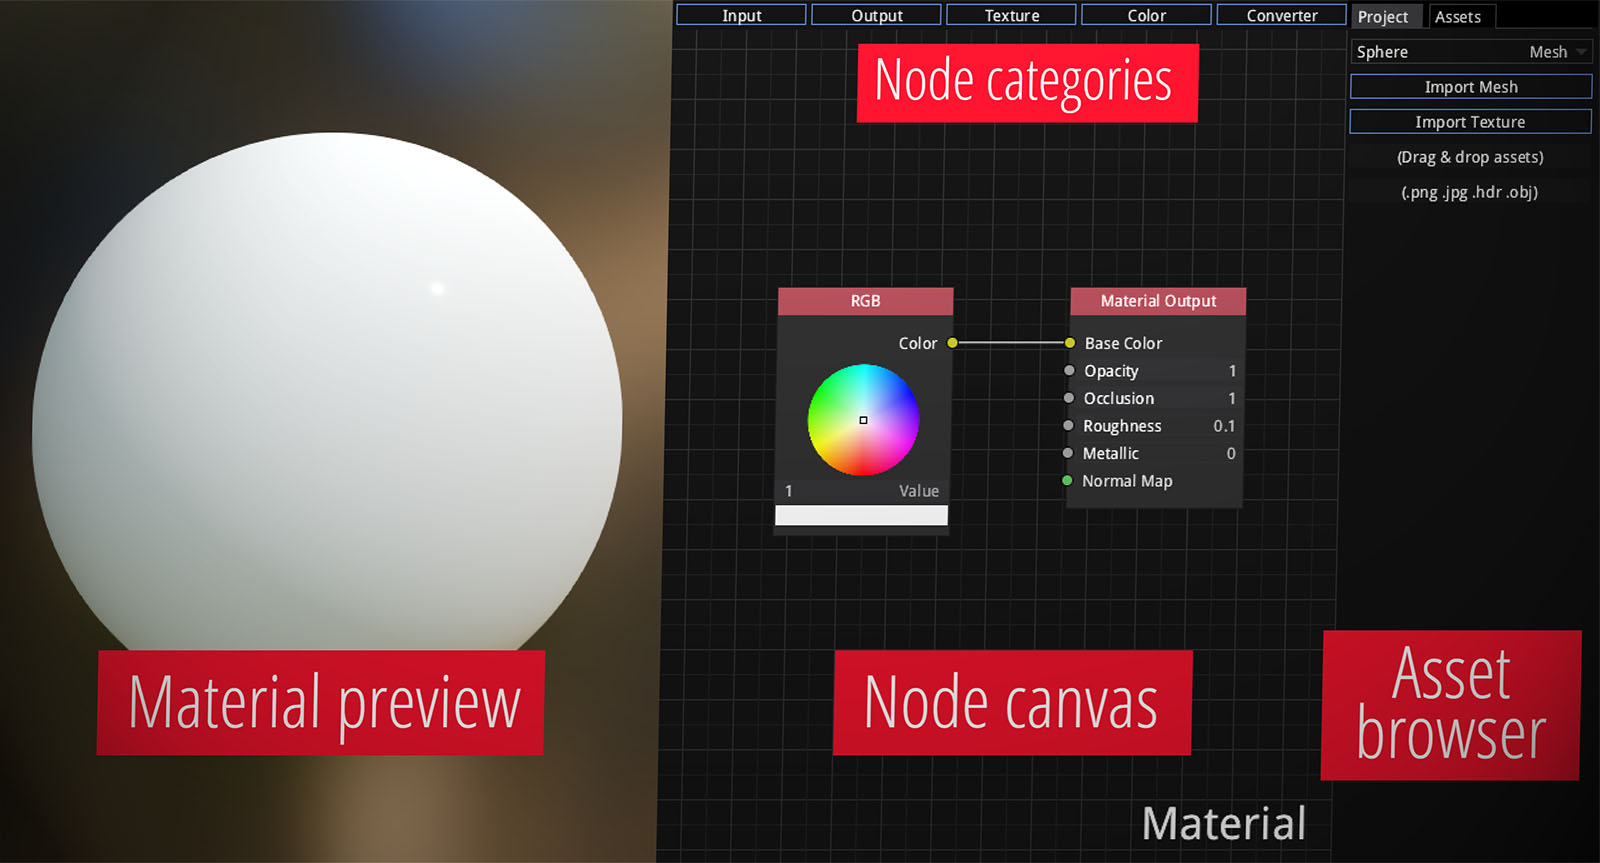 Input
Output
Texture
Color
Converter
Project
Assets
Sphere
Mesh
Import Mesh
Import Texture
(Drag & drop assets)
(.png .jpg .hdr .obj)
Node categories
RGB
Color
1
Value
Material Output
Base Color
Opacity 1
Occlusion 1
Roughness 0.1
Metallic 0
Normal Map
Material preview
Node canvas
Asset
browser
Material